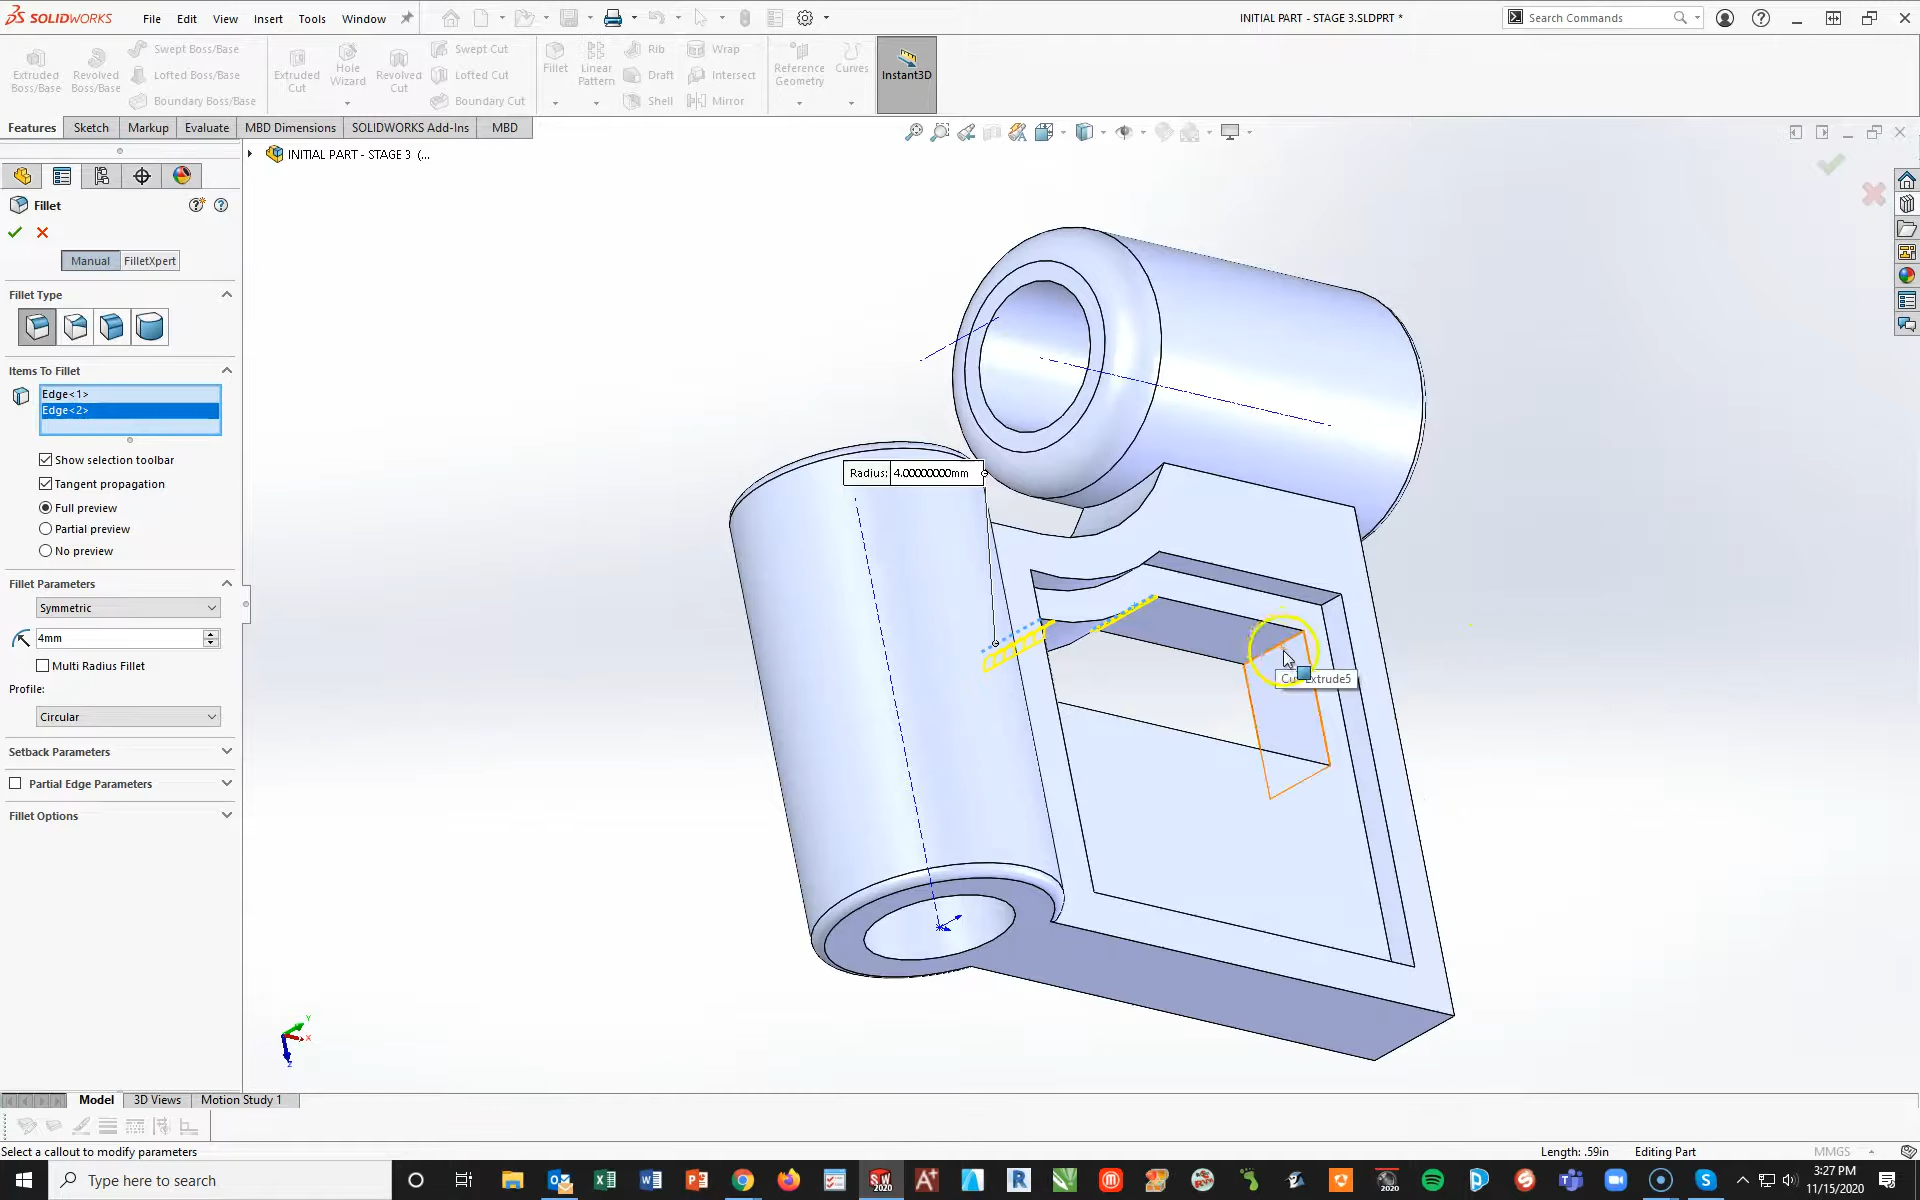 SOLIDWORKS File Edit View Insert Tools Window INITIAL PART - STAGE 3.SLDPRT * Search Commands
Extruded Boss/Base
Revolved Boss/Base
Swept Boss/Base
Lofted Boss/Base
Boundary Boss/Base
Extruded Cut
Hole Wizard
Revolved Cut
Swept Cut
Lofted Cut
Boundary Cut
Fillet
Linear Pattern
Rib
Draft
Shell
Wrap
Intersect
Mirror
Reference Geometry
Curves
Instant3D
Features Sketch Markup Evaluate MBD Dimensions SOLIDWORKS Add-Ins MBD
INITIAL PART - STAGE 3 (...
Fillet
Manual FilletXpert
Fillet Type
Items To Fillet
Edge<1>
Edge<2>
Show selection toolbar
Tangent propagation
Full preview
Partial preview
No preview
Fillet Parameters
Symmetric
4mm
Multi Radius Fillet
Profile:
Circular
Setback Parameters
Partial Edge Parameters
Fillet Options
Radius: 4.00000000mm
Y
X
Z
Model 3D Views Motion Study 1
Select a callout to modify parameters Length: .59in Editing Part MMGS
Type here to search
SW 2020
2020
3:27 PM
11/15/2020